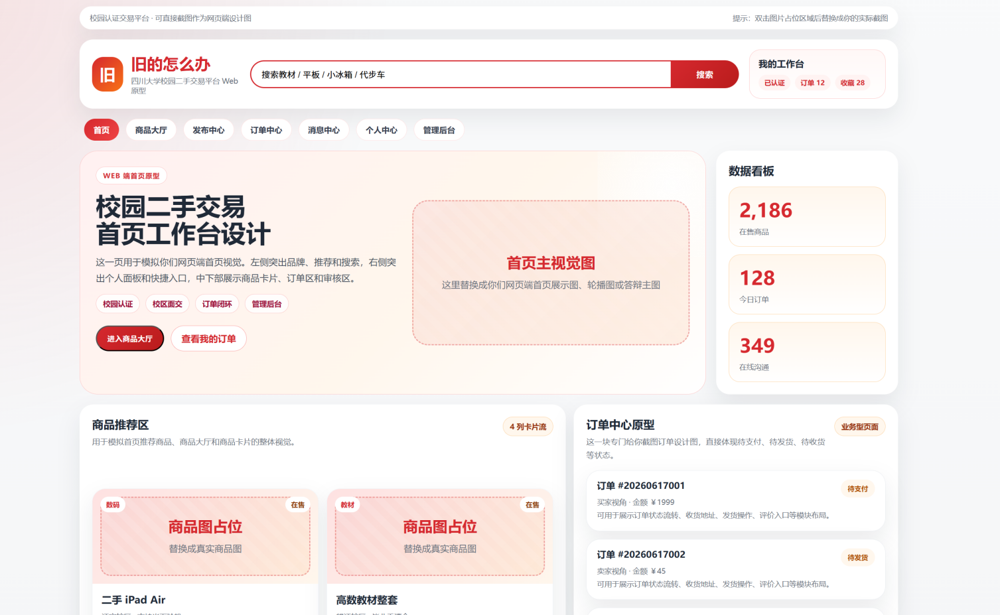 校园认证交易平台 · 可直接截图作为网页端设计图
提示：双击图片占位区域后替换成你的实际截图
旧
旧的怎么办
四川大学校园二手交易平台 Web
原型
搜索教材 / 平板 / 小冰箱 / 代步车
搜索
我的工作台
已认证
订单 12
收藏 28
首页
商品大厅
发布中心
订单中心
消息中心
个人中心
管理后台
WEB 端首页原型
校园二手交易
首页工作台设计
这一页用于模拟你们网页端首页视觉。左侧突出品牌、推荐和搜索，右侧突
出个人面板和快捷入口，中下部展示商品卡片、订单区和审核区。
校园认证
校区面交
订单闭环
管理后台
进入商品大厅
查看我的订单
首页主视觉图
这里替换成你们网页端首页展示图、轮播图或答辩主图
数据看板
2,186
在售商品
128
今日订单
349
在线沟通
商品推荐区
4 列卡片流
用于模拟首页推荐商品、商品大厅和商品卡片的整体视觉。
数码
在售
商品图占位
替换成真实商品图
二手 iPad Air
教材
在售
商品图占位
替换成真实商品图
高数教材整套
订单中心原型
业务型页面
这一块专门给你截图订单设计图，直接体现待支付、待发货、待收货
等状态。
订单 #20260617001
待支付
买家视角 · 金额 ￥1999
可用于展示订单状态流转、收货地址、发货操作、评价入口等模块布局。
订单 #20260617002
待发货
卖家视角 · 金额 ￥45
可用于展示订单状态流转、收货地址、发货操作、评价入口等模块布局。